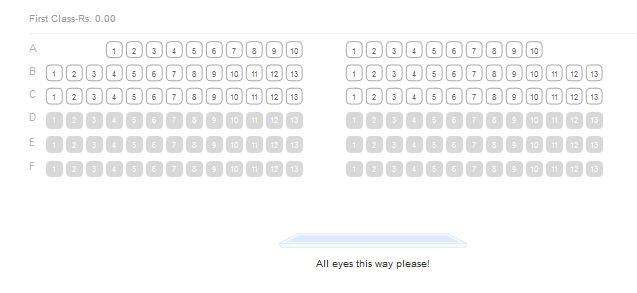 First Class-Rs. 0.00
A 1 2 3 4 5 6 7 8 9 10 1 2 3 4 5 6 7 8 9 10
B 1 2 3 4 5 6 7 8 9 10 11 12 13 1 2 3 4 5 6 7 8 9 10 11 12 13
C 1 2 3 4 5 6 7 8 9 10 11 12 13 1 2 3 4 5 6 7 8 9 10 11 12 13
D 1 2 3 4 5 6 7 8 9 10 11 12 13 1 2 3 4 5 6 7 8 9 10 11 12 13
E 1 2 3 4 5 6 7 8 9 10 11 12 13 1 2 3 4 5 6 7 8 9 10 11 12 13
F 1 2 3 4 5 6 7 8 9 10 11 12 13 1 2 3 4 5 6 7 8 9 10 11 12 13
All eyes this way please!